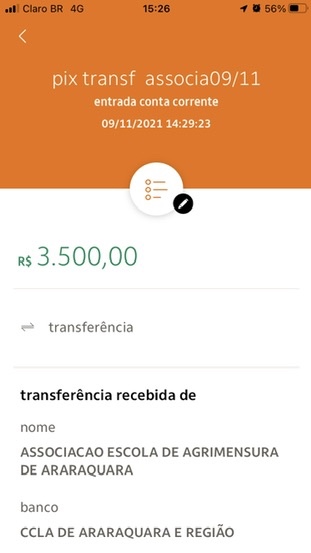 Claro BR 4G 15:26 56%
pix transf associa09/11
entrada conta corrente
09/11/2021 14:29:23
R$ 3.500,00
transferência
transferência recebida de
nome
ASSOCIACAO ESCOLA DE AGRIMENSURA
DE ARARAQUARA
banco
CCLA DE ARARAQUARA E REGIÃO